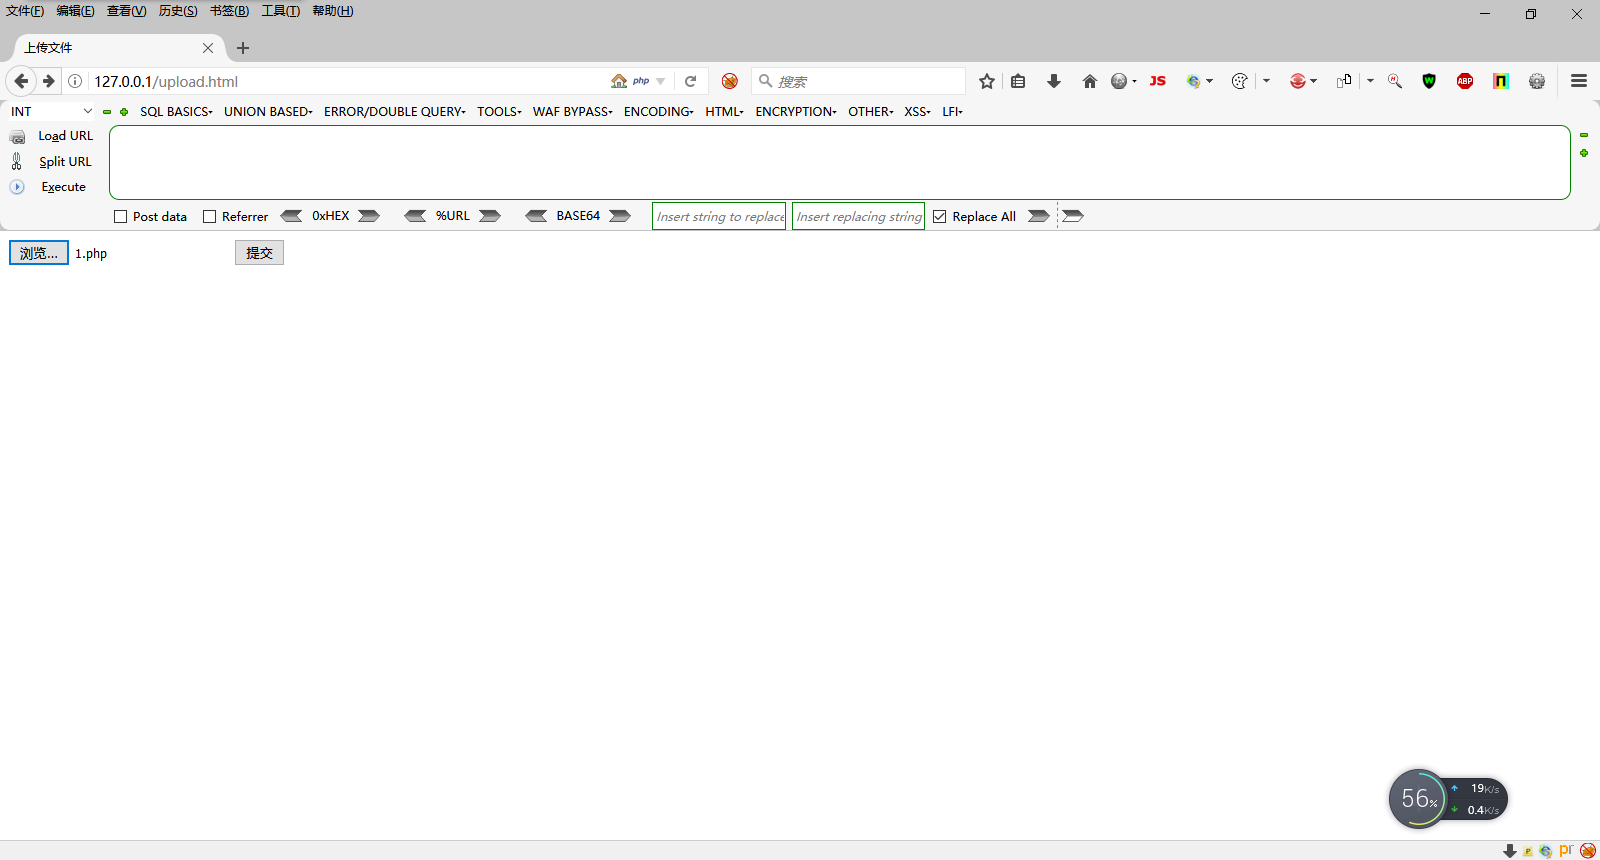 文件(F) 编辑(E) 查看(V) 历史(S) 书签(B) 工具(T) 帮助(H)
上传文件
127.0.0.1/upload.html php 搜索 JS ABP
INT SQL BASICS UNION BASED ERROR/DOUBLE QUERY TOOLS WAF BYPASS ENCODING HTML ENCRYPTION OTHER XSS LFI
Load URL
Split URL
Execute
Post data Referrer 0xHEX %URL BASE64 Insert string to replace Insert replacing string Replace All
浏览... 1.php 提交
56% 19K/s
0.4K/s
pr